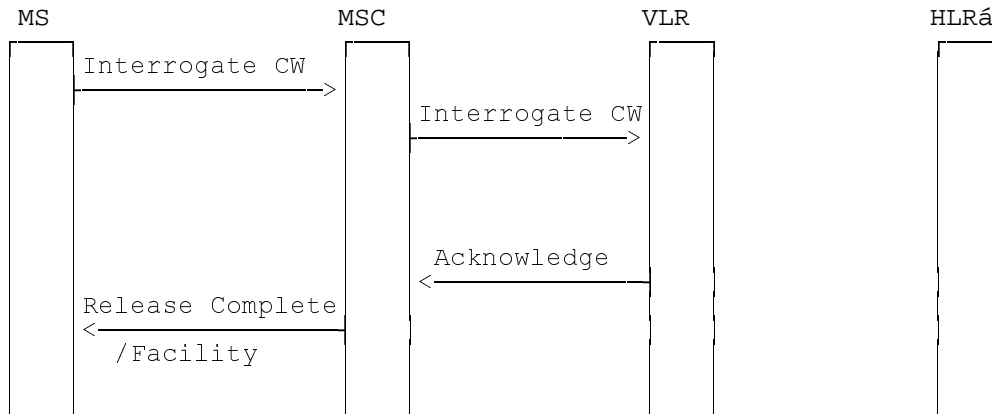 MS MSC VLR HLRá
Interrogate CW
Interrogate CW
Acknowledge
Release Complete
/Facility